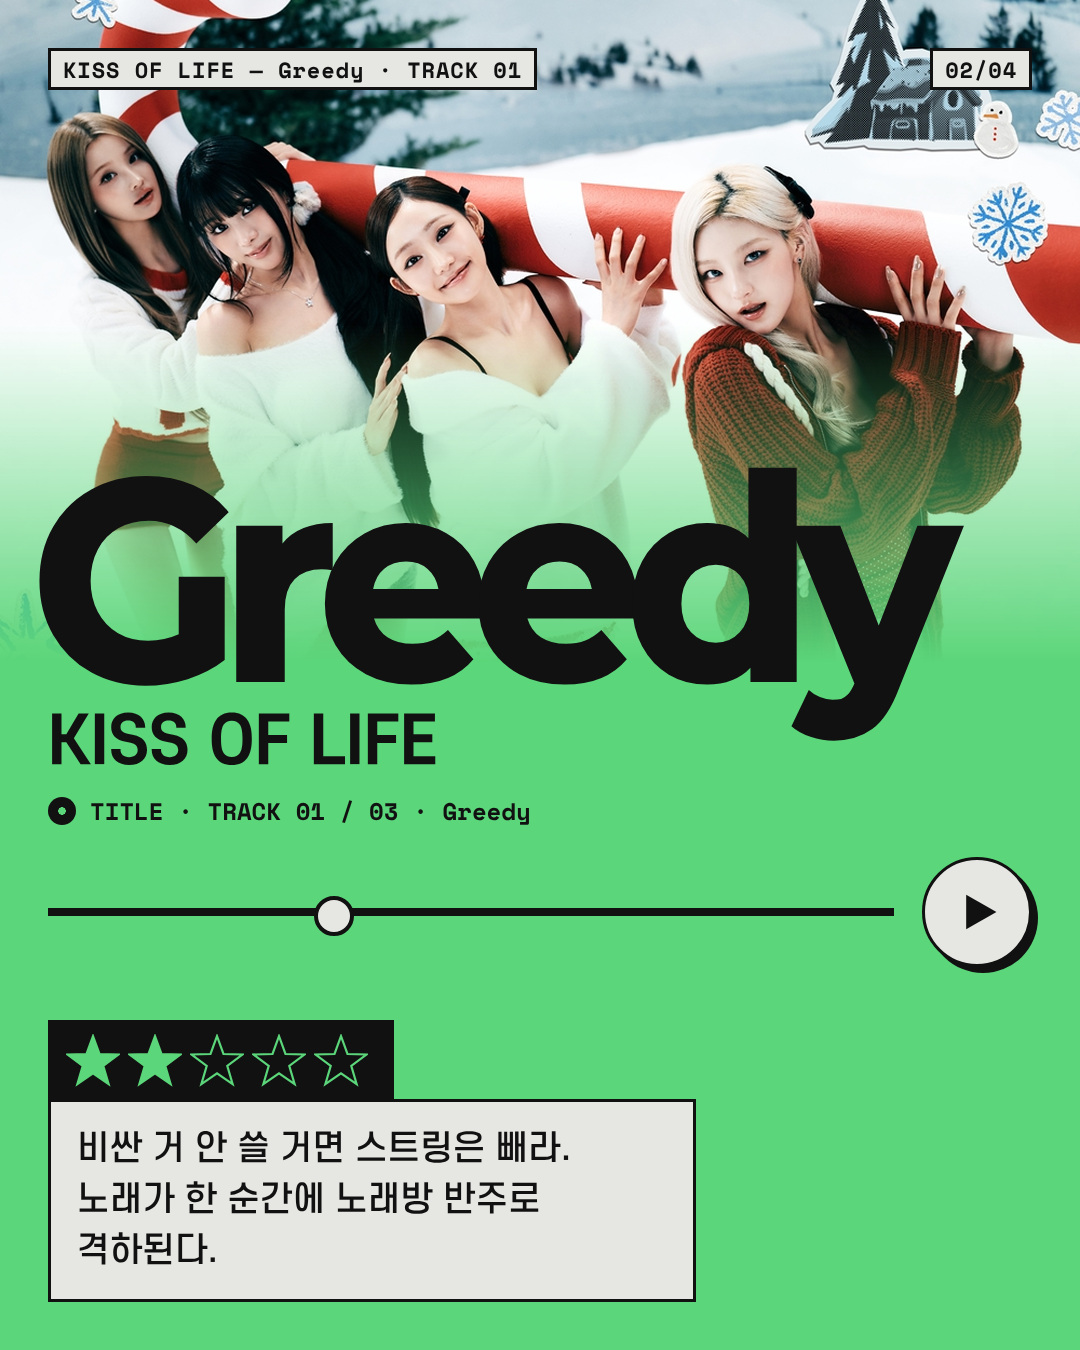 KISS OF LIFE — Greedy · TRACK 01
02/04
Greedy
KISS OF LIFE
TITLE · TRACK 01 / 03 · Greedy
비싼 거 안 쓸 거면 스트링은 빼라.
노래가 한 순간에 노래방 반주로
격하된다.